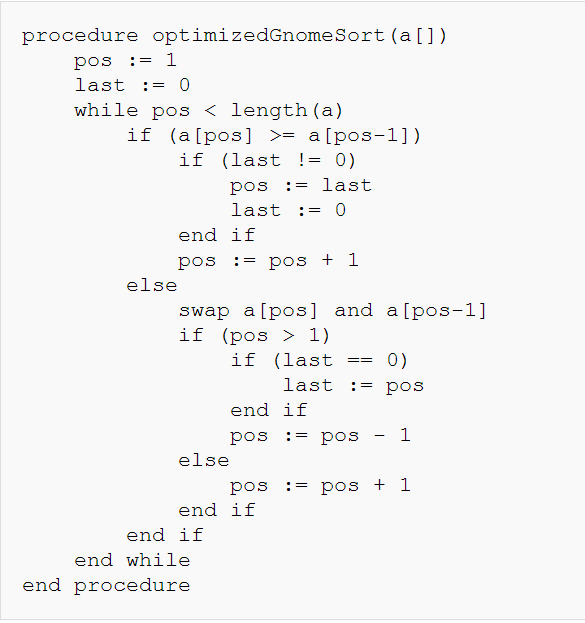 procedure optimizedGnomeSort(a[])
    pos := 1
    last := 0
    while pos < length(a)
        if (a[pos] >= a[pos-1])
            if (last != 0)
                pos := last
                last := 0
            end if
            pos := pos + 1
        else
            swap a[pos] and a[pos-1]
            if (pos > 1)
                if (last == 0)
                    last := pos
                end if
                pos := pos - 1
            else
                pos := pos + 1
            end if
        end if
    end while
end procedure